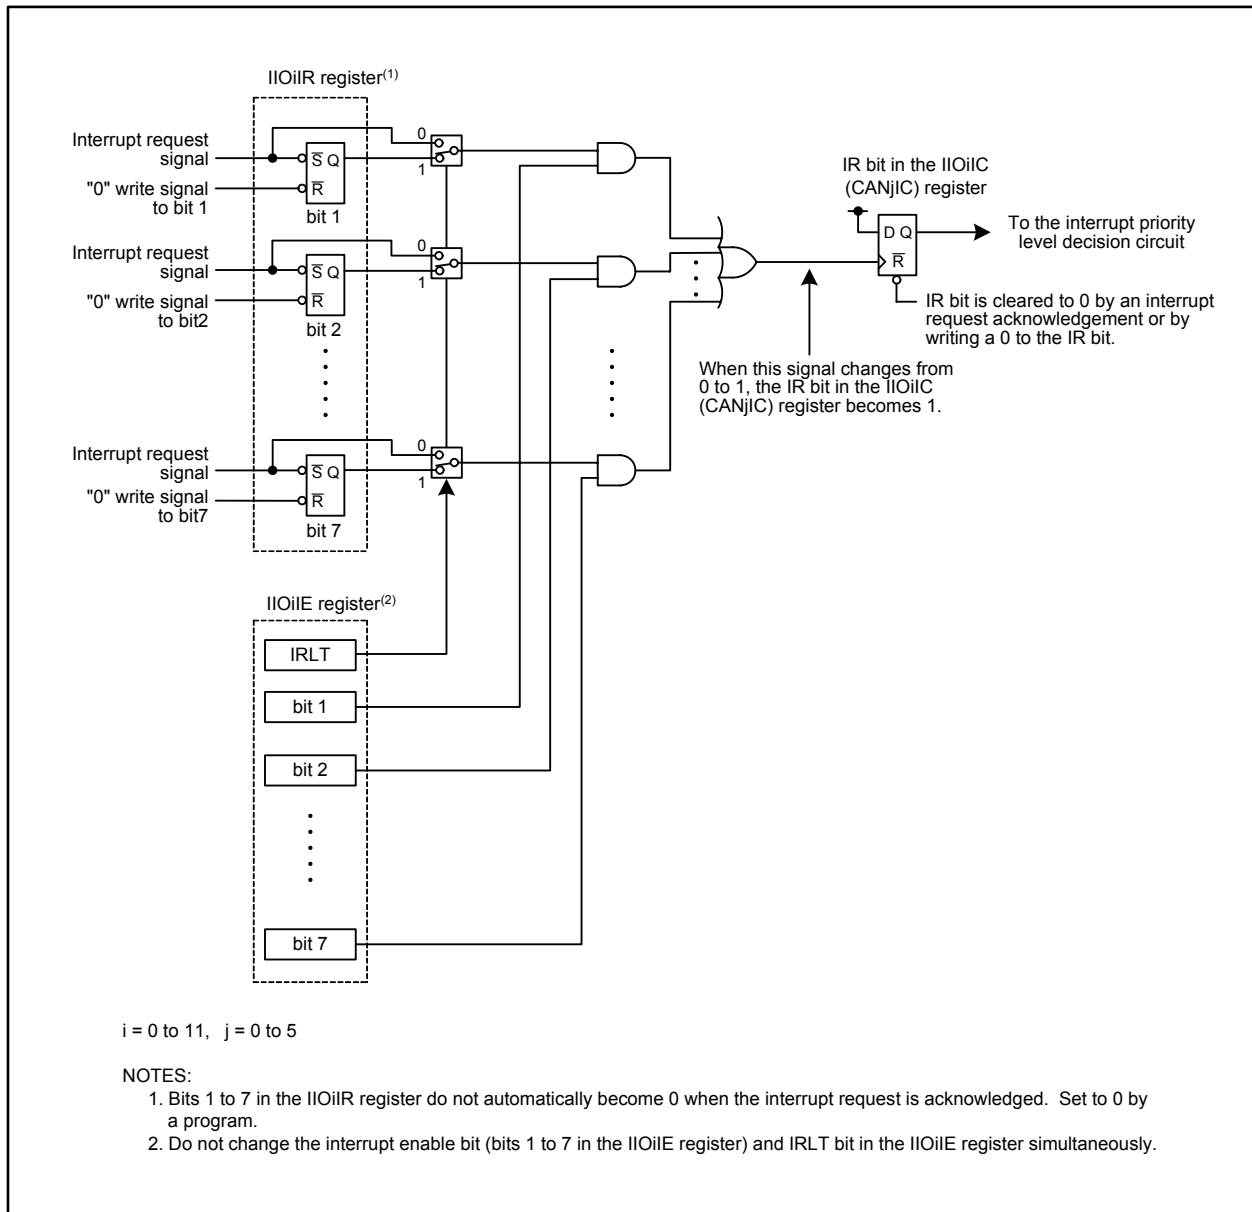 IIOiIR register(1)
0
Interrupt request
signal
S Q
1
"0" write signal
to bit 1
R
bit 1
IR bit in the IIOiIC
(CANjIC) register
D Q
R
To the interrupt priority
level decision circuit
0
Interrupt request
signal
S Q
1
"0" write signal
to bit2
R
bit 2
IR bit is cleared to 0 by an interrupt
request acknowledgement or by
writing a 0 to the IR bit.
When this signal changes from
0 to 1, the IR bit in the IIOiIC
(CANjIC) register becomes 1.
0
Interrupt request
signal
S Q
1
"0" write signal
to bit7
R
bit 7
IIOiIE register(2)
IRLT
bit 1
bit 2
bit 7
i = 0 to 11, j = 0 to 5
NOTES:
1. Bits 1 to 7 in the IIOiIR register do not automatically become 0 when the interrupt request is acknowledged. Set to 0 by
a program.
2. Do not change the interrupt enable bit (bits 1 to 7 in the IIOiIE register) and IRLT bit in the IIOiIE register simultaneously.